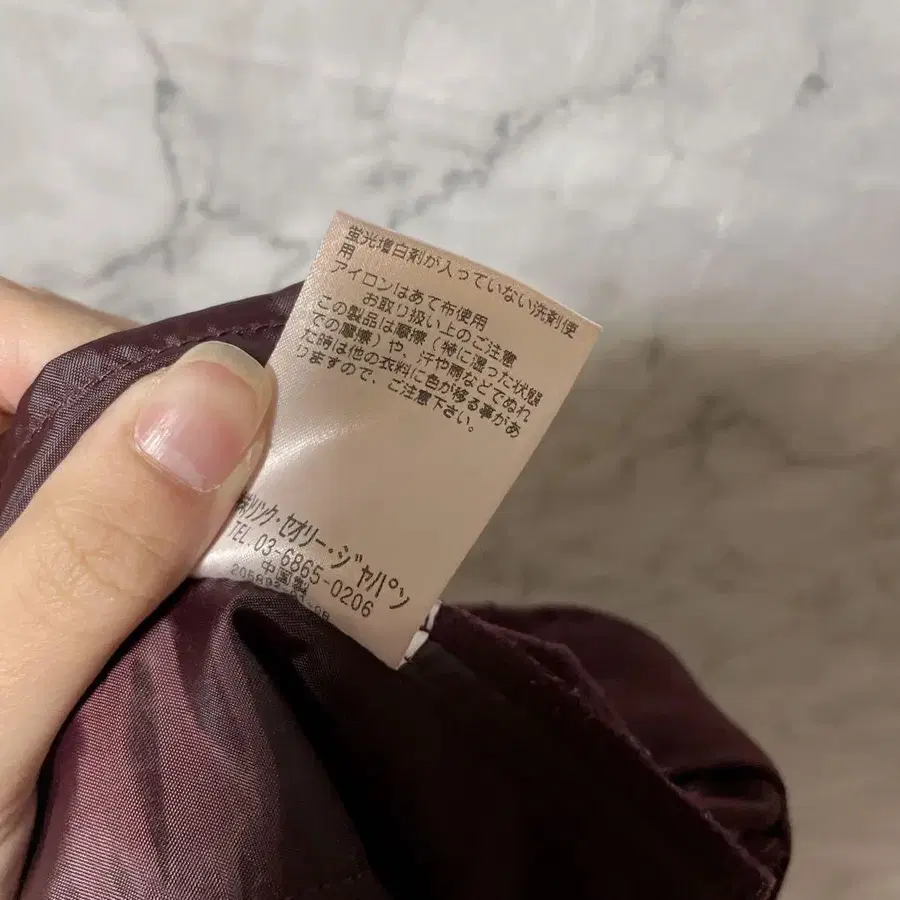 蛍光増白剤が入っていない洗剤使
用
アイロンはあて布使用
お取り扱い上のご注意
この製品は摩擦（特に湿った状態
での摩擦）や、汗や雨などでぬれ
た時は他の衣料に色が移る事があ
りますので、ご注意下さい。
㈱リンク・セオリー・ジャパン
TEL.03-6865-0206
中国製